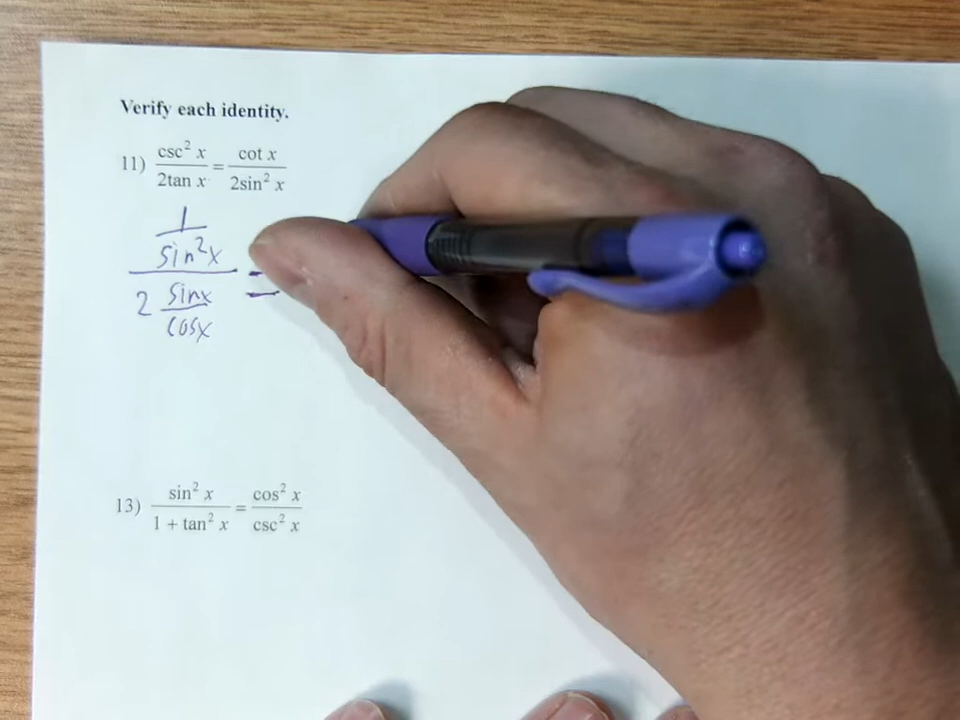 Verify each identity.
11) csc² x / 2tan x = cot x / 2sin² x
1 / sin²x
2 sinx / cosx =
13) sin² x / 1 + tan² x = cos² x / csc² x